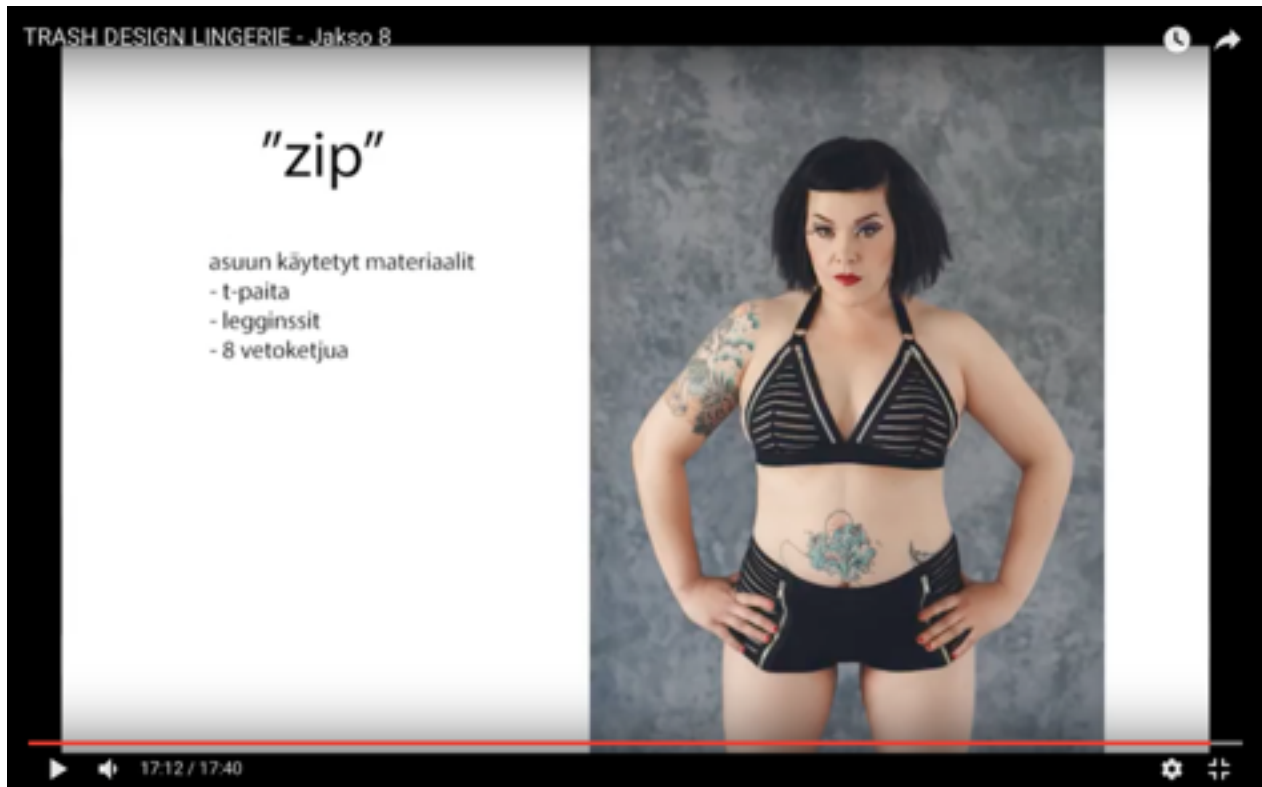 TRASH DESIGN LINGERIE - Jakso 8
"zip"
asuun käytetyt materiaalit
- t-paita
- legginssit
- 8 vetoketjua
17:12 / 17:40